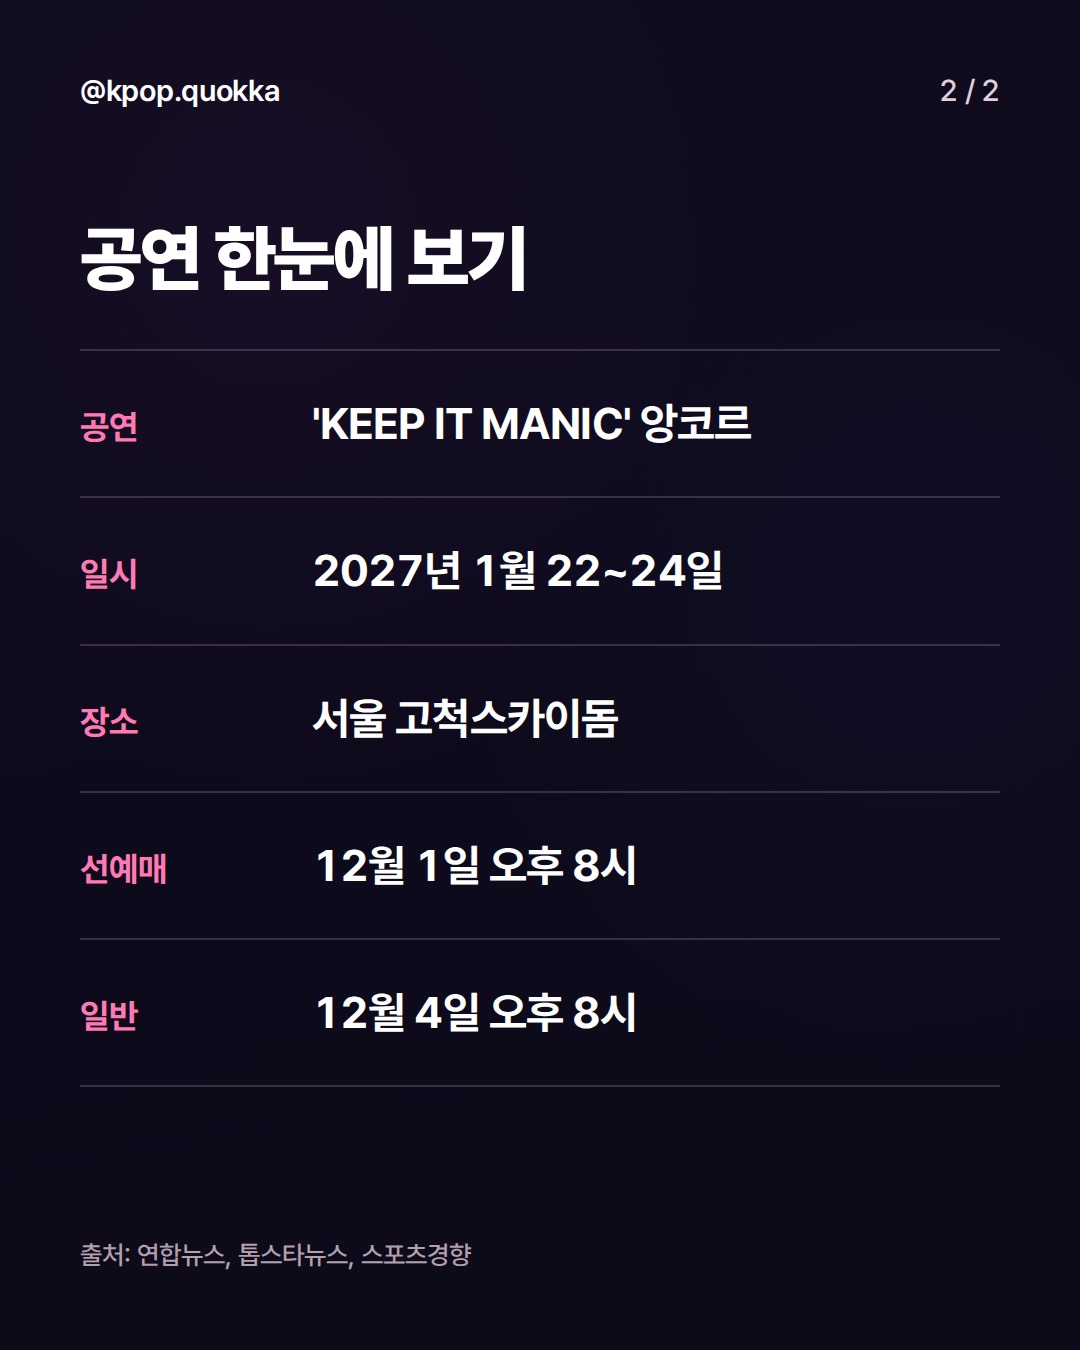 @kpop.quokka
2 / 2
공연 한눈에 보기
공연 'KEEP IT MANIC' 앙코르
일시 2027년 1월 22~24일
장소 서울 고척스카이돔
선예매 12월 1일 오후 8시
일반 12월 4일 오후 8시
출처: 연합뉴스, 톱스타뉴스, 스포츠경향